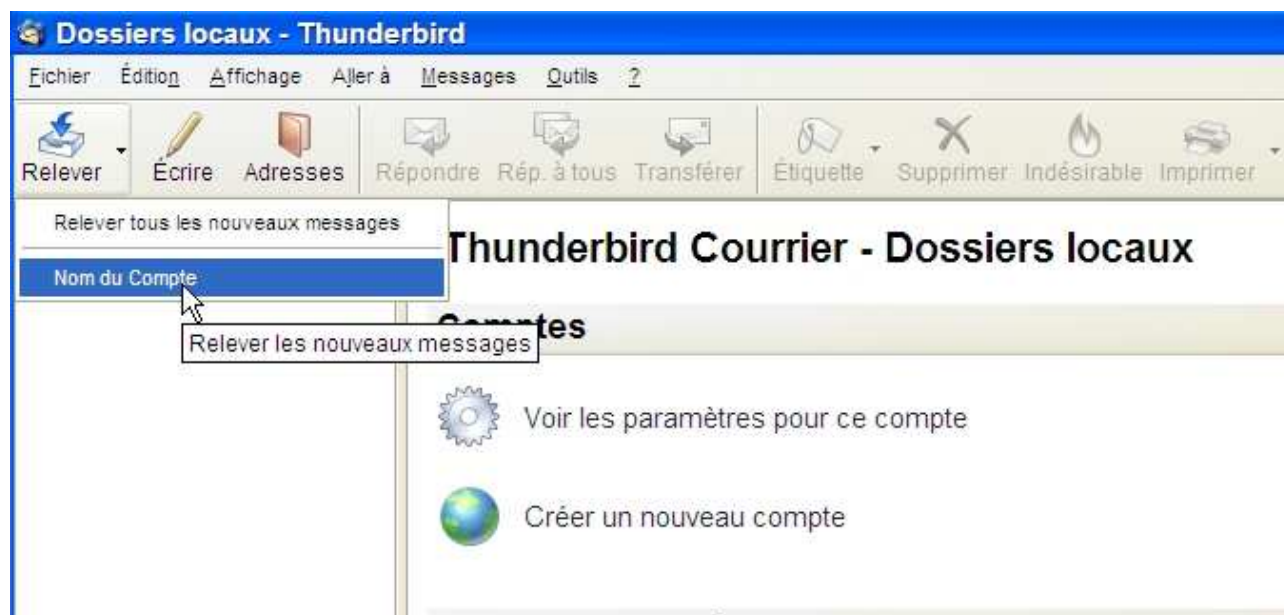 Dossiers locaux - Thunderbird
Fichier Édition Affichage Aller à Messages Outils ?
Relever Écrire Adresses Répondre Rép. à tous Transférer Étiquette Supprimer Indésirable Imprimer
Relever tous les nouveaux messages
Thunderbird Courrier - Dossiers locaux
Nom du Compte
Comptes
Relever les nouveaux messages
Voir les paramètres pour ce compte
Créer un nouveau compte